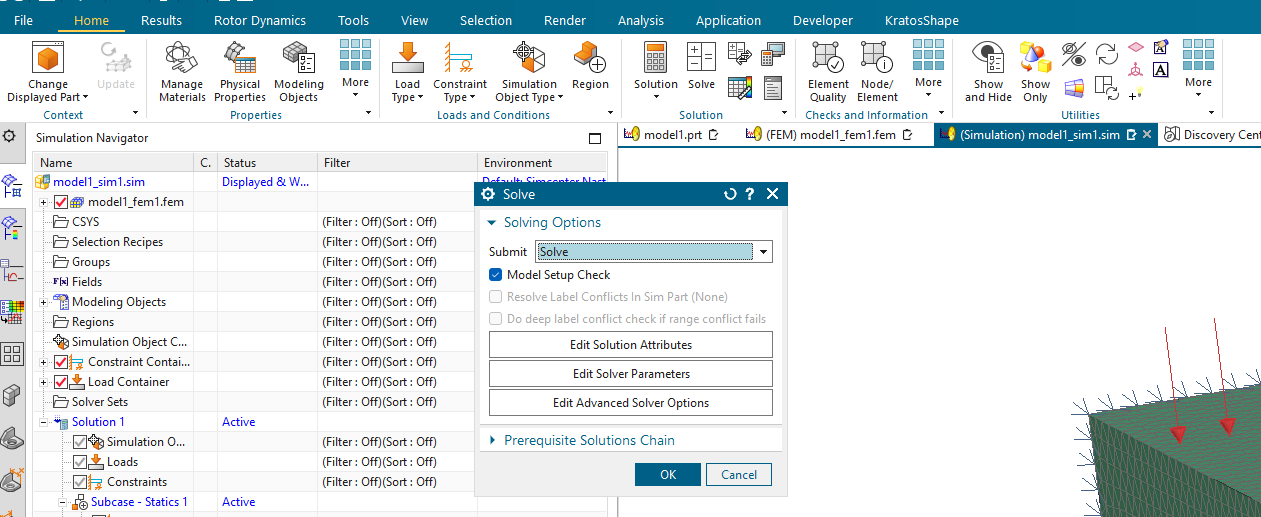 File Home Results Rotor Dynamics Tools View Selection Render Analysis Application Developer KratosShape
Change Displayed Part
Update
Manage Materials
Physical Properties
Modeling Objects
More
Load Type
Constraint Type
Simulation Object Type
Region
Solution
Solve
Element Quality
Node/ Element
More
Show and Hide
Show Only
More
Context
Properties
Loads and Conditions
Solution
Checks and Information
Utilities
Simulation Navigator
model1.prt
(FEM) model1_fem1.fem
(Simulation) model1_sim1.sim
Discovery Cent
Name C. Status Filter Environment
model1_sim1.sim Displayed & W... Default: Simcenter Nast
model1_fem1.fem
CSYS (Filter : Off)(Sort : Off)
Selection Recipes (Filter : Off)(Sort : Off)
Groups (Filter : Off)(Sort : Off)
Fields (Filter : Off)(Sort : Off)
Modeling Objects (Filter : Off)(Sort : Off)
Regions (Filter : Off)(Sort : Off)
Simulation Object C... (Filter : Off)(Sort : Off)
Constraint Contai... (Filter : Off)(Sort : Off)
Load Container (Filter : Off)(Sort : Off)
Solver Sets (Filter : Off)(Sort : Off)
Solution 1 Active
Simulation O... (Filter : Off)(Sort : Off)
Loads (Filter : Off)(Sort : Off)
Constraints (Filter : Off)(Sort : Off)
Subcase - Statics 1 Active
Solve
Solving Options
Submit Solve
Model Setup Check
Resolve Label Conflicts In Sim Part (None)
Do deep label conflict check if range conflict fails
Edit Solution Attributes
Edit Solver Parameters
Edit Advanced Solver Options
Prerequisite Solutions Chain
OK Cancel